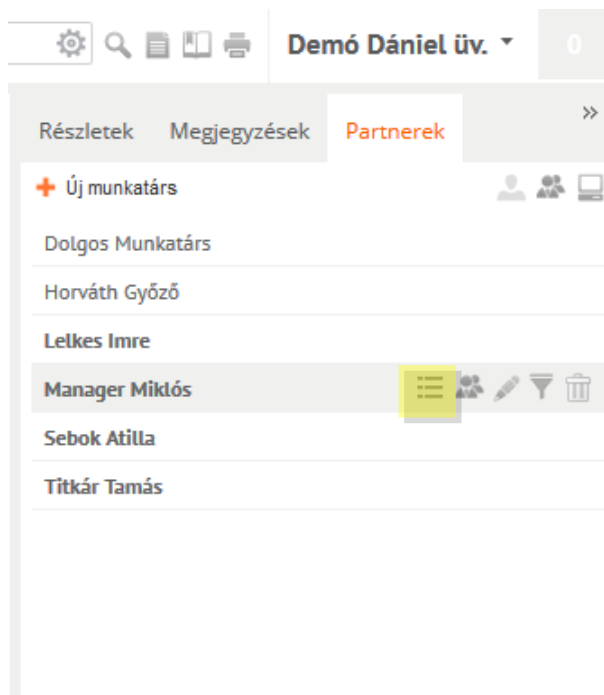 Demó Dániel üv.
0
Részletek Megjegyzések Partnerek
Új munkatárs
Dolgos Munkatárs
Horváth Győző
Lelkes Imre
Manager Miklós
Sebok Atilla
Titkár Tamás